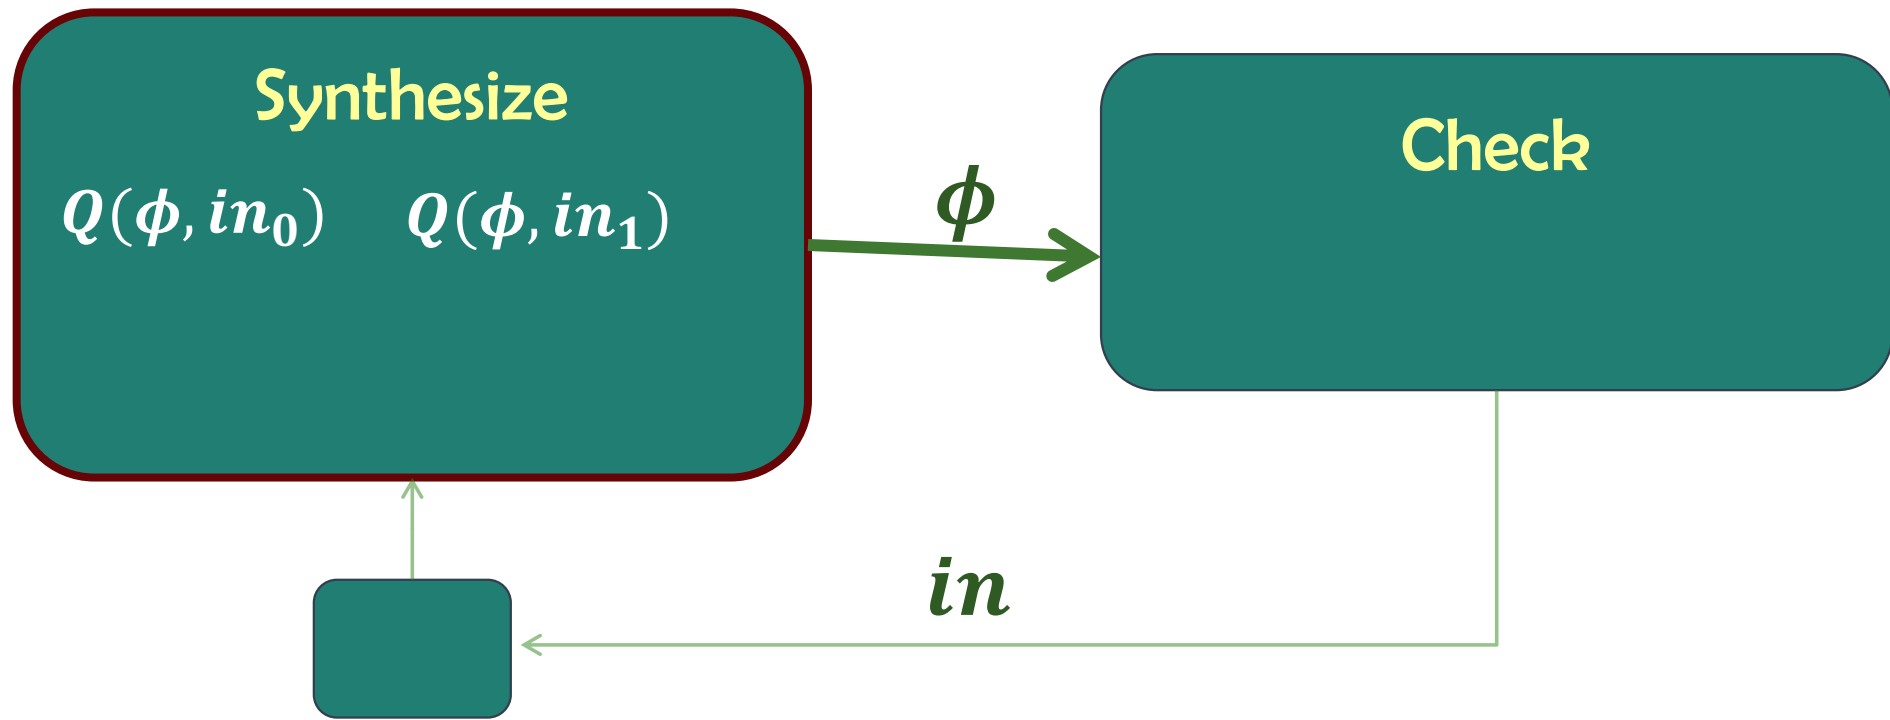 Synthesize
Q(ϕ, in₀) Q(ϕ, in₁)
ϕ
Check
in